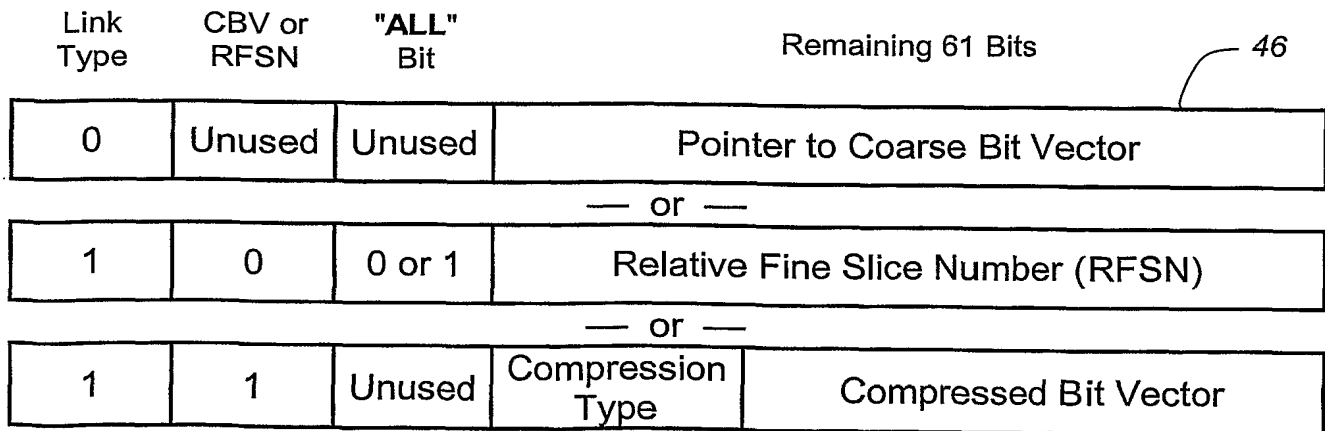 Link Type CBV or RFSN "ALL" Bit Remaining 61 Bits 46
0 Unused Unused Pointer to Coarse Bit Vector
— or —
1 0 0 or 1 Relative Fine Slice Number (RFSN)
— or —
1 1 Unused Compression Type Compressed Bit Vector